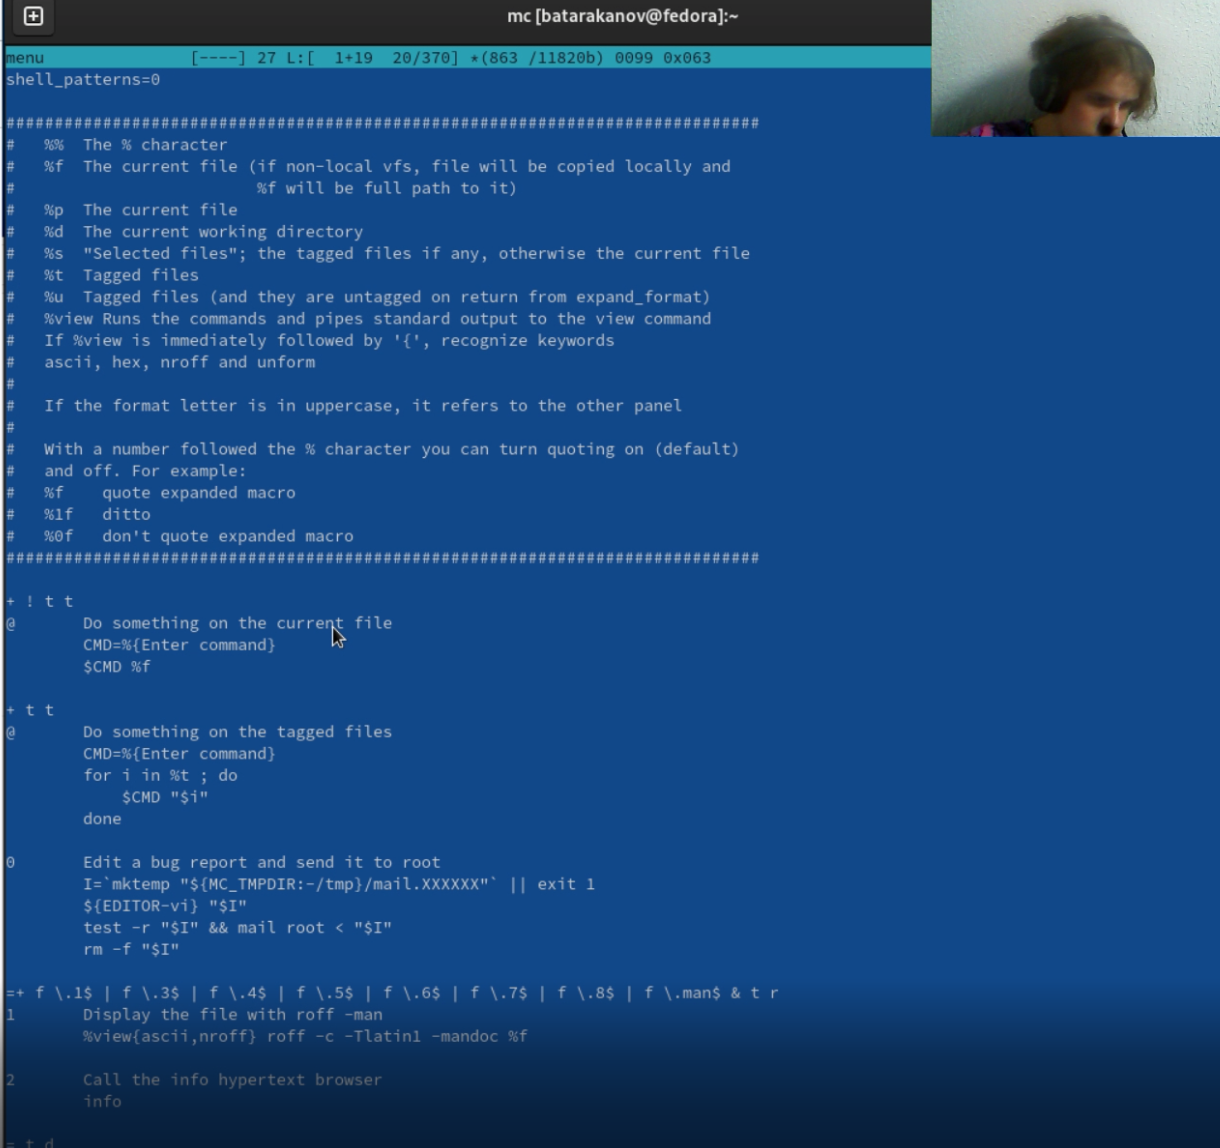 mc [batarakanov@fedora]:~
menu               [----] 27 L:[  1+19  20/370] *(863 /11820b) 0099 0x063
shell_patterns=0
##############################################################################
#   %%  The % character
#   %f  The current file (if non-local vfs, file will be copied locally and
#                         %f will be full path to it)
#   %p  The current file
#   %d  The current working directory
#   %s  "Selected files"; the tagged files if any, otherwise the current file
#   %t  Tagged files
#   %u  Tagged files (and they are untagged on return from expand_format)
#   %view Runs the commands and pipes standard output to the view command
#   If %view is immediately followed by '{', recognize keywords
#   ascii, hex, nroff and unform
#
#   If the format letter is in uppercase, it refers to the other panel
#
#   With a number followed the % character you can turn quoting on (default)
#   and off. For example:
#   %f    quote expanded macro
#   %1f   ditto
#   %0f   don't quote expanded macro
##############################################################################
+ ! t t
@       Do something on the current file
        CMD=%{Enter command}
        $CMD %f
+ t t
@       Do something on the tagged files
        CMD=%{Enter command}
        for i in %t ; do
            $CMD "$i"
        done
0       Edit a bug report and send it to root
        I=`mktemp "${MC_TMPDIR:-/tmp}/mail.XXXXXX"` || exit 1
        ${EDITOR-vi} "$I"
        test -r "$I" && mail root < "$I"
        rm -f "$I"
=+ f \.1$ | f \.3$ | f \.4$ | f \.5$ | f \.6$ | f \.7$ | f \.8$ | f \.man$ & t r
1       Display the file with roff -man
        %view{ascii,nroff} roff -c -Tlatin1 -mandoc %f
2       Call the info hypertext browser
        info
= t d